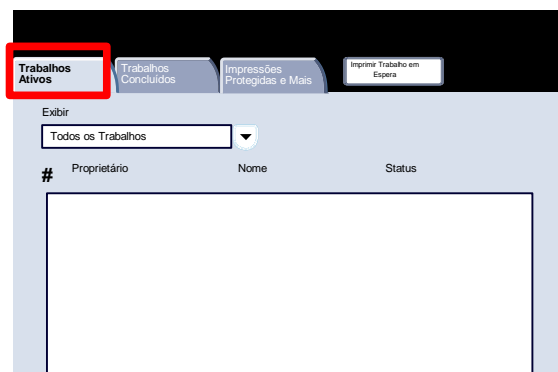 Trabalhos
Ativos
Trabalhos
Concluídos
Impressões
Protegidas e Mais
Imprimir Trabalho em
Espera
Exibir
Todos os Trabalhos
# Proprietário Nome Status